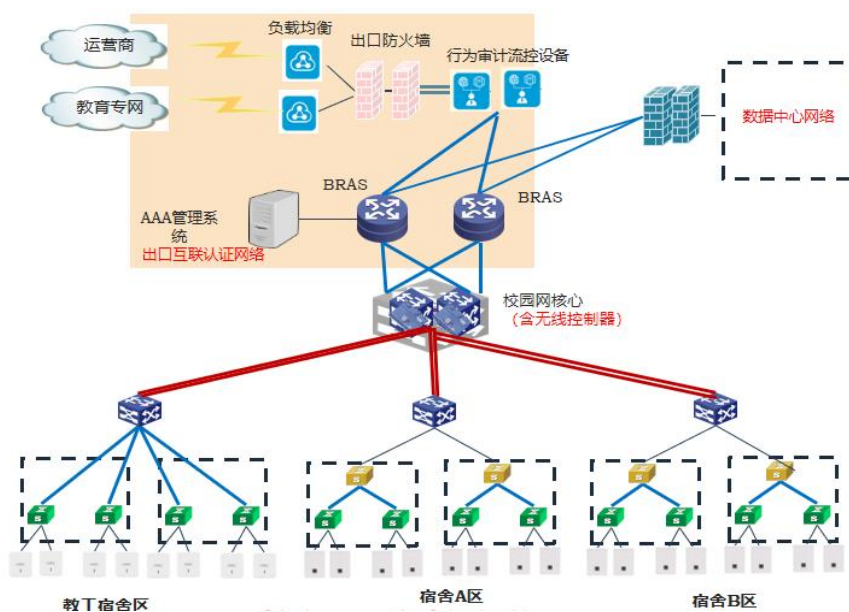 运营商
负载均衡
出口防火墙
行为审计流控设备
教育专网
数据中心网络
BRAS
BRAS
AAA管理系
统
出口互联认证网络
校园网核心
（含无线控制器）
教工宿舍区
宿舍A区
宿舍B区